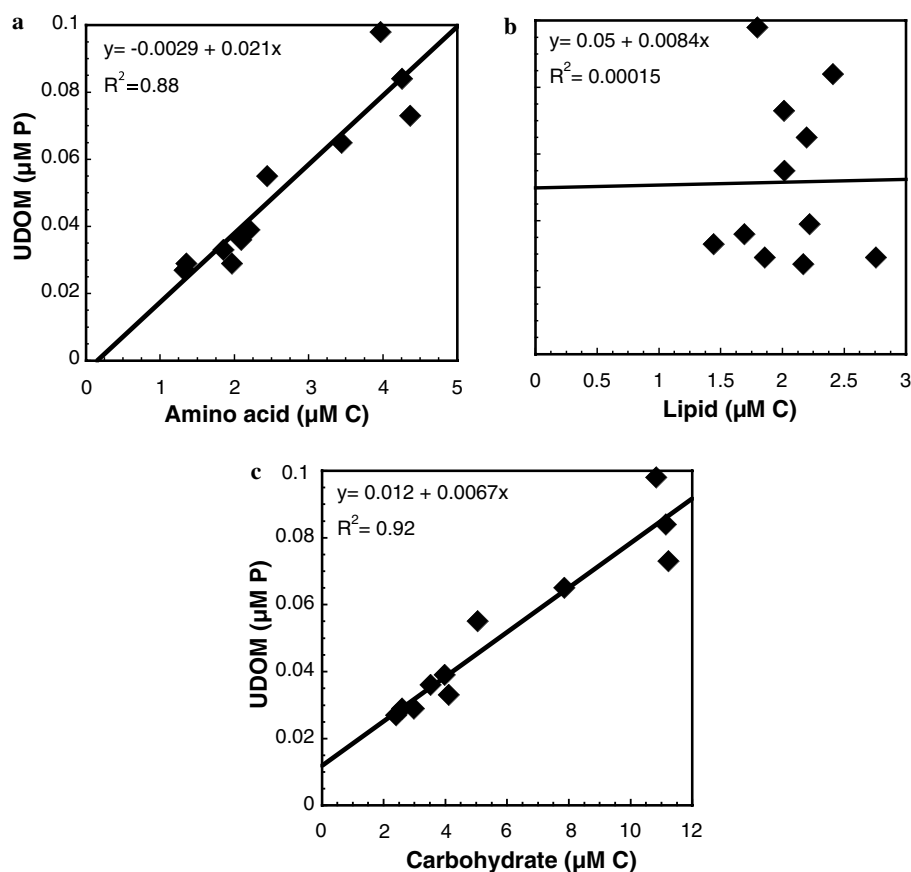 a
y= -0.0029 + 0.021x
R²=0.88
0.1
0.08
0.06
0.04
0.02
0
UDOM (µM P)
0 1 2 3 4 5
Amino acid (µM C)
b
y= 0.05 + 0.0084x
R²= 0.00015
0 0.5 1 1.5 2 2.5 3
Lipid (µM C)
c
y= 0.012 + 0.0067x
R²= 0.92
0.1
0.08
0.06
0.04
0.02
0
UDOM (µM P)
0 2 4 6 8 10 12
Carbohydrate (µM C)